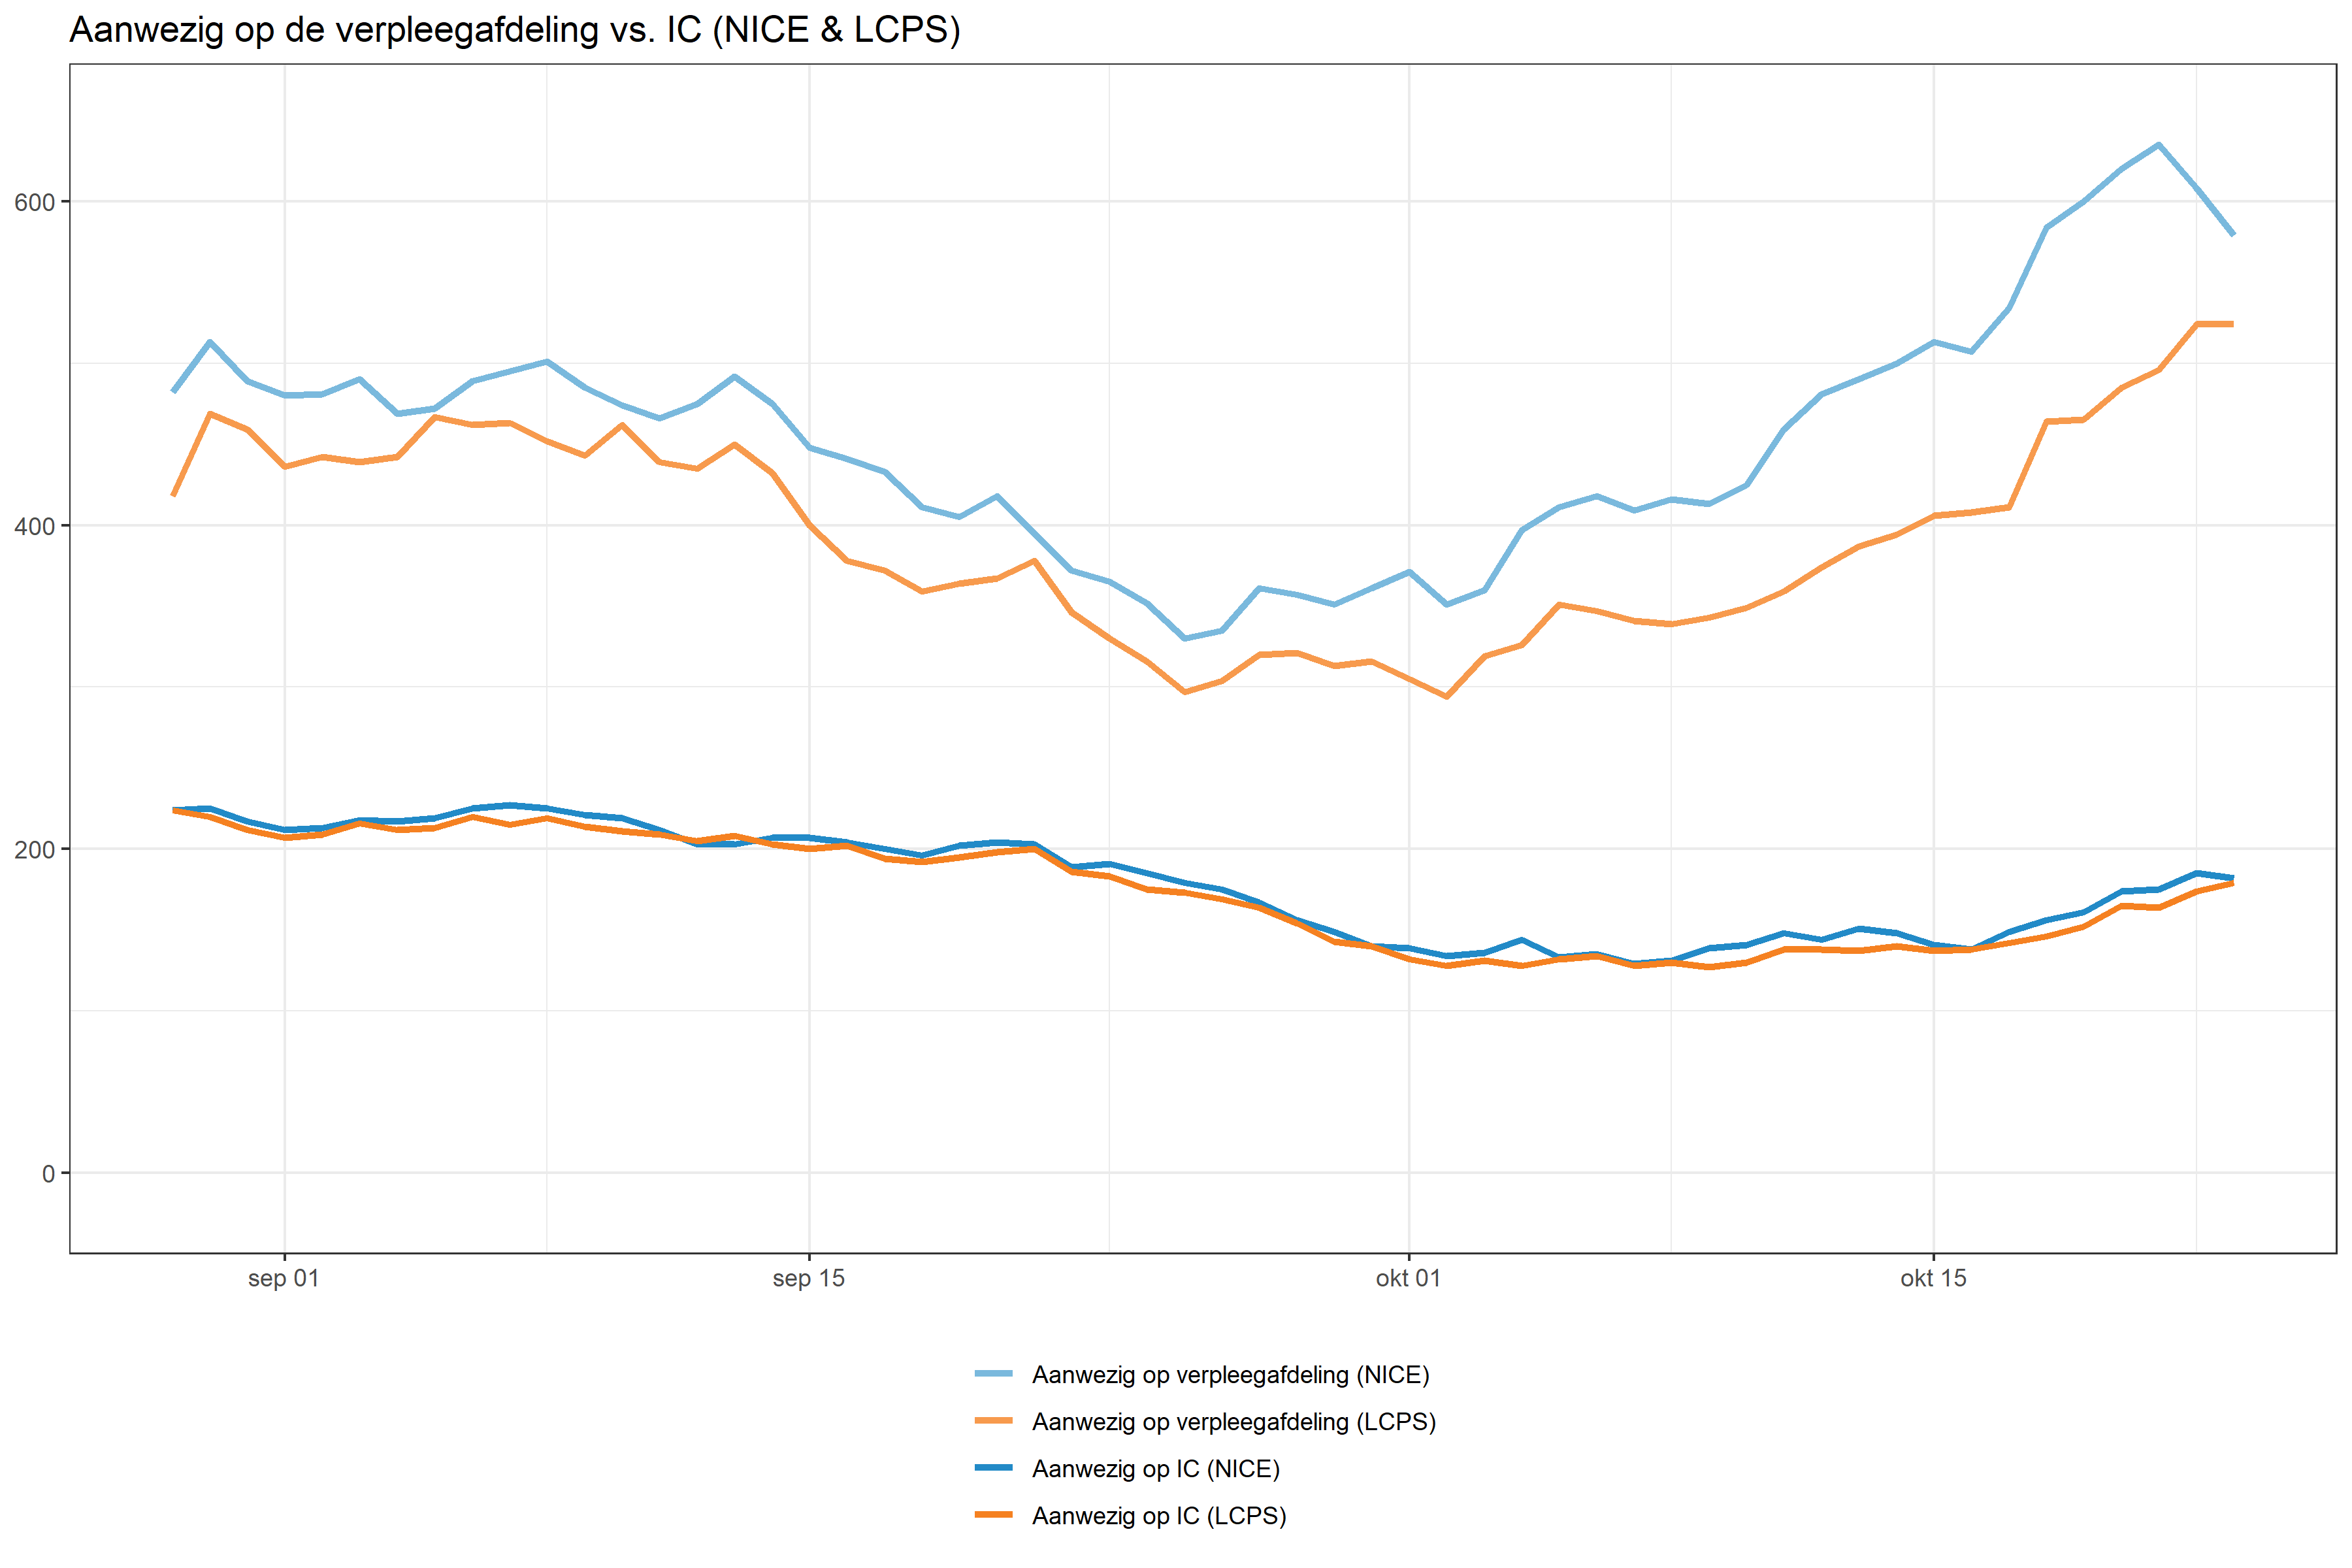 Aanwezig op de verpleegafdeling vs. IC (NICE & LCPS)
600
400
200
0
sep 01
sep 15
okt 01
okt 15
Aanwezig op verpleegafdeling (NICE)
Aanwezig op verpleegafdeling (LCPS)
Aanwezig op IC (NICE)
Aanwezig op IC (LCPS)